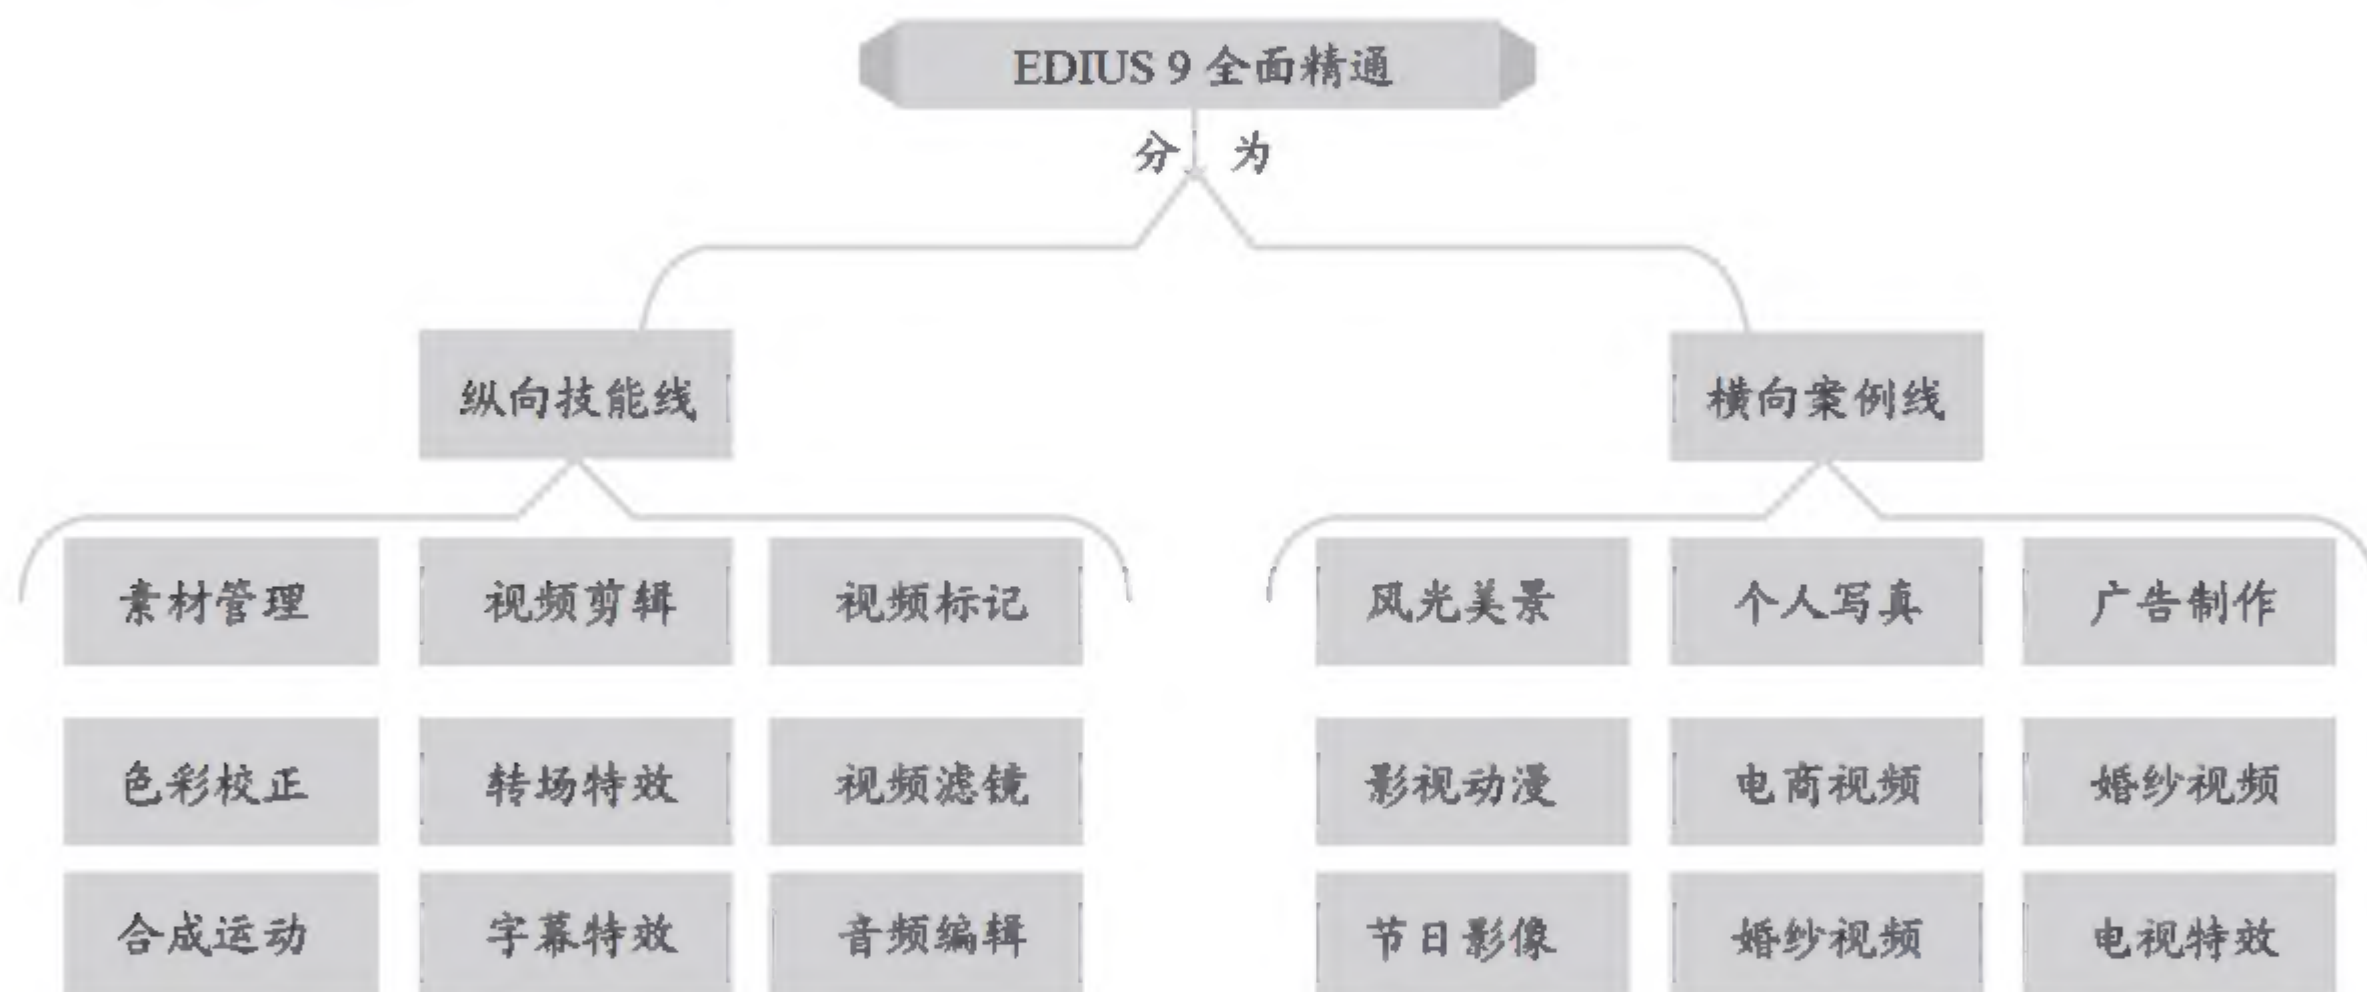 EDIUS 9 全面精通
分 为
纵向技能线 横向案例线
素材管理 视频剪辑 视频标记 风光美景 个人写真 广告制作
色彩校正 转场特效 视频滤镜 影视动漫 电商视频 婚纱视频
合成运动 字幕特效 音频编辑 节日影像 婚纱视频 电视特效